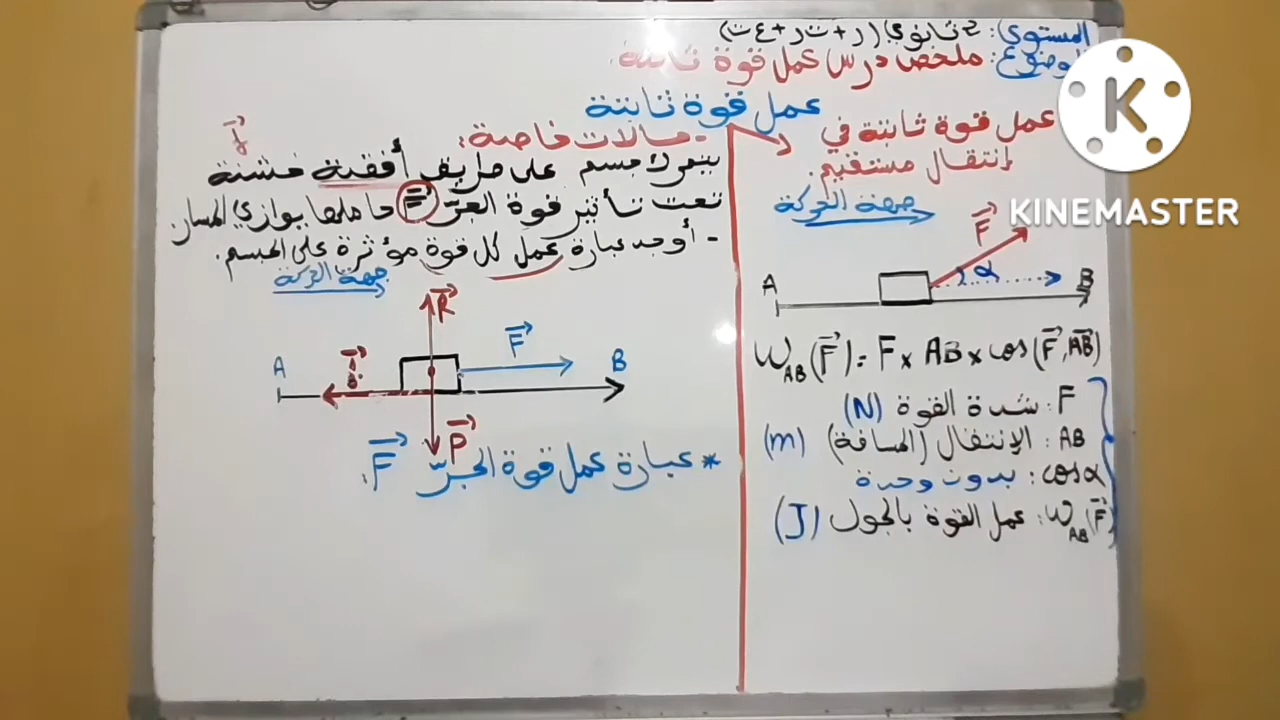 المستوى: 2 ثانوي (ر + ت ر + ع ت)
الموضوع: ملخص درس عمل قوة ثابتة.
عمل قوة ثابتة
عمل قوة ثابتة في
إنتقال مستقيم.
جهة الحركة
F
α
A
B
W_AB(F) = F × AB × cos(F, AB)
F: شدة القوة (N)
AB: الإنتقال (المسافة) (m)
cosα: بدون وحدة
W_AB(F): عمل القوة بالجول (J)
- حالات خاصة:
f
يتحرك جسم على طريق أفقية خشنة
تحت تأثير قوة الجرّ F حاملها يوازي المسار.
- أوجد عبارة عمل كل قوة مؤثرة على الجسم.
جهة الحركة
R
F
A
B
P
* عبارة عمل قوة الجرّ F:
K
KINEMASTER